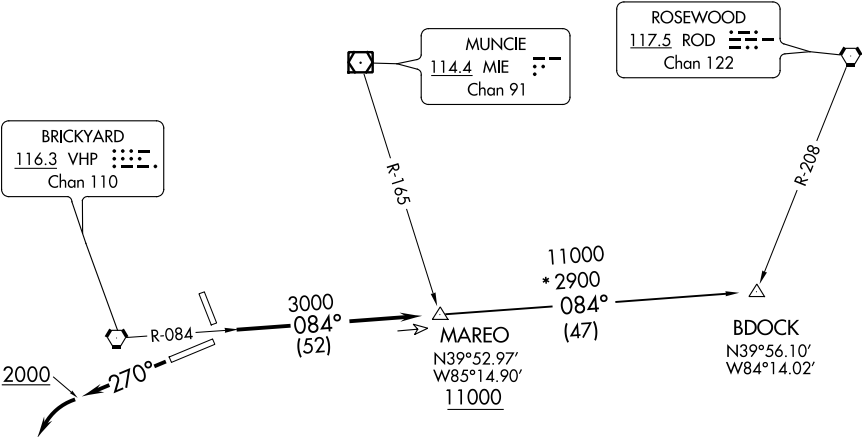 MUNCIE
114.4 MIE
Chan 91
ROSEWOOD
117.5 ROD
Chan 122
BRICKYARD
116.3 VHP
Chan 110
R-165
R-208
R-084
3000
084°
(52)
11000
*2900
084°
(47)
MAREO
N39°52.97'
W85°14.90'
11000
BDOCK
N39°56.10'
W84°14.02'
2000
270°